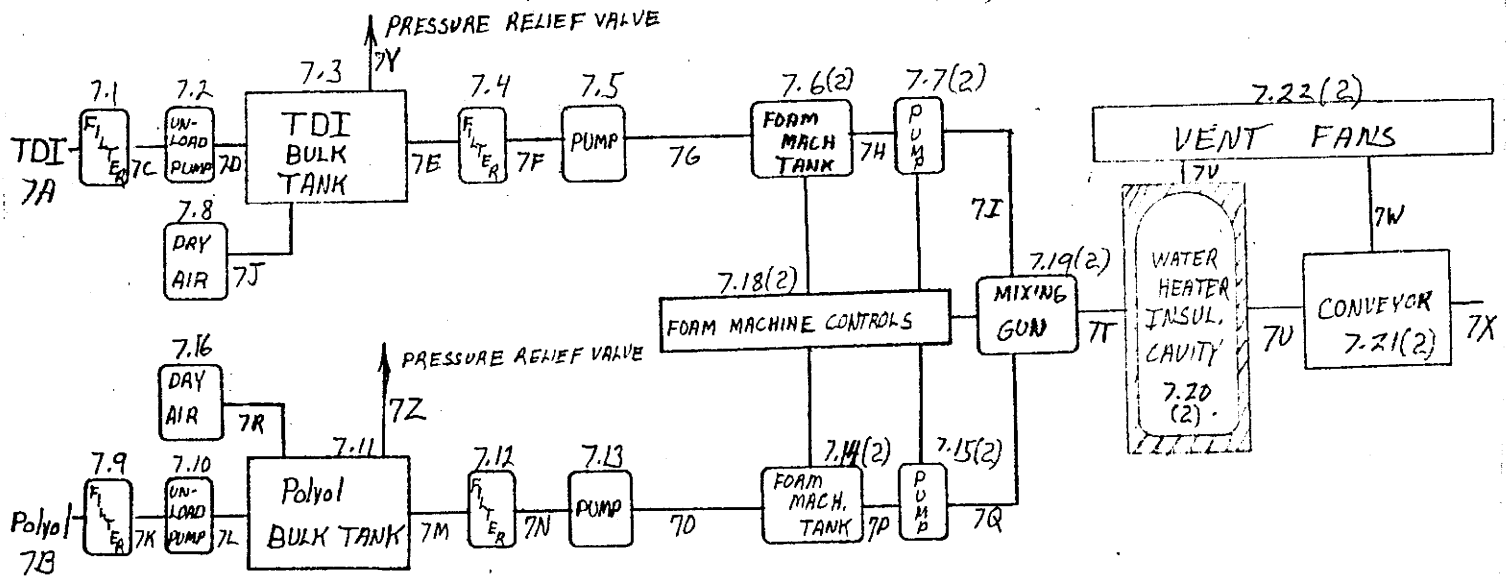 PRESSURE RELIEF VALVE
7Y
7.1
7.2
7.3
7.4
7.5
7.6(2)
7.7(2)
7.22(2)
TDI
7A
FILTER
7C
UN-
LOAD
PUMP
7D
TDI
BULK
TANK
7E
FILTER
7F
PUMP
7G
FOAM
MACH
TANK
7H
PUMP
7I
VENT FANS
7V
7W
7.8
DRY
AIR
7J
7.18(2)
FOAM MACHINE CONTROLS
7.19(2)
MIXING
GUN
7T
WATER
HEATER
INSUL.
CAVITY
7.20
(2)
7U
CONVEYOR
7.21(2)
7X
7.16
DRY
AIR
7R
PRESSURE RELIEF VALVE
7Z
7.9
7.10
7.11
7.12
7.13
7.14(2)
7.15(2)
Polyol
7B
FILTER
7K
UN-
LOAD
PUMP
7L
Polyol
BULK TANK
7M
FILTER
7N
PUMP
7O
FOAM
MACH.
TANK
7P
PUMP
7Q